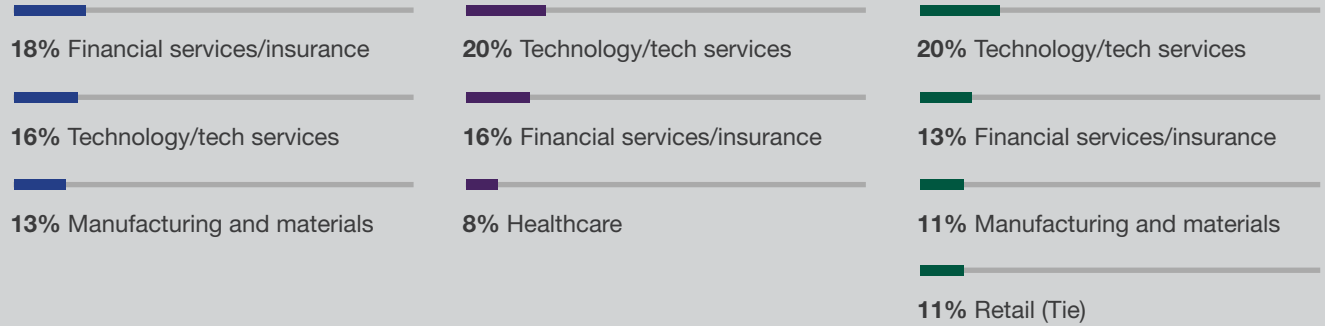 18% Financial services/insurance
16% Technology/tech services
13% Manufacturing and materials
20% Technology/tech services
16% Financial services/insurance
8% Healthcare
20% Technology/tech services
13% Financial services/insurance
11% Manufacturing and materials
11% Retail (Tie)